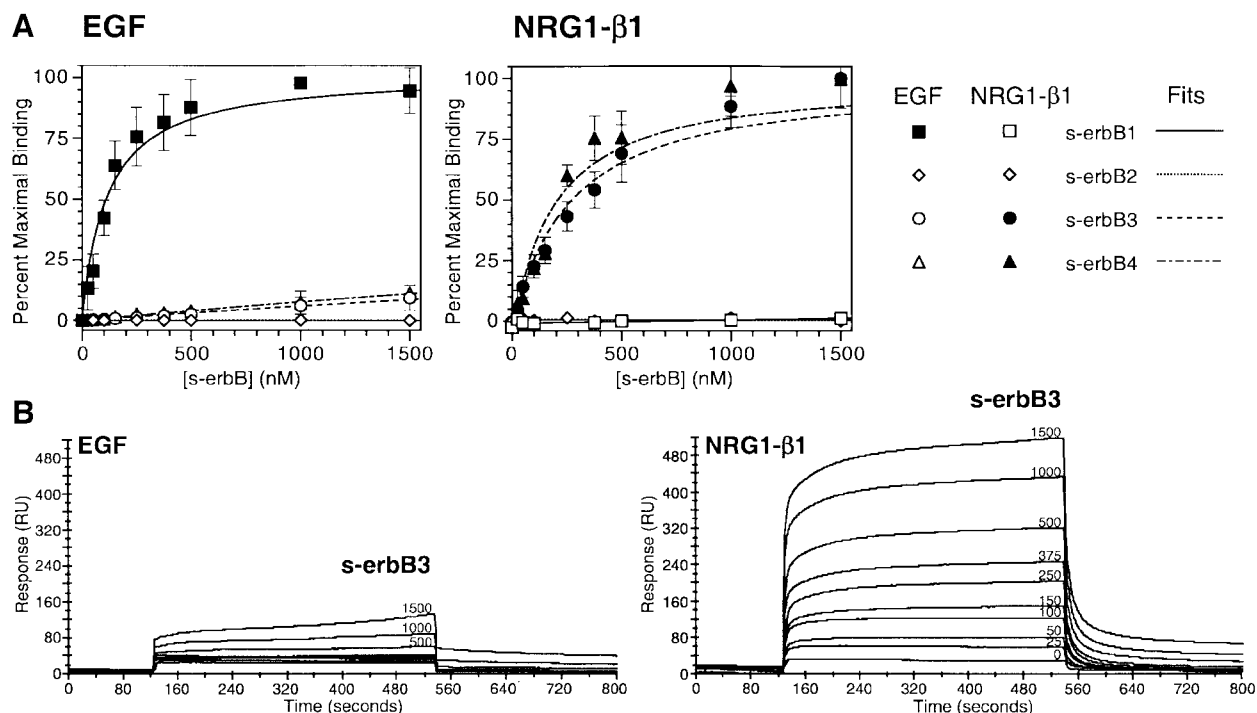 A
EGF
NRG1-β1
Percent Maximal Binding
100
75
50
25
0
0
500
1000
1500
[s-erbB] (nM)
Percent Maximal Binding
100
75
50
25
0
0
500
1000
1500
[s-erbB] (nM)
EGF NRG1-β1 Fits
s-erbB1
s-erbB2
s-erbB3
s-erbB4
B
EGF
s-erbB3
Response (RU)
480
400
320
240
160
80
0
1500
1000
500
0 80 160 240 320 400 480 560 640 720 800
Time (seconds)
s-erbB3
NRG1-β1
Response (RU)
480
400
320
240
160
80
0
1500
1000
500
375
250
150
100
50
25
0
0 80 160 240 320 400 480 560 640 720 800
Time (seconds)